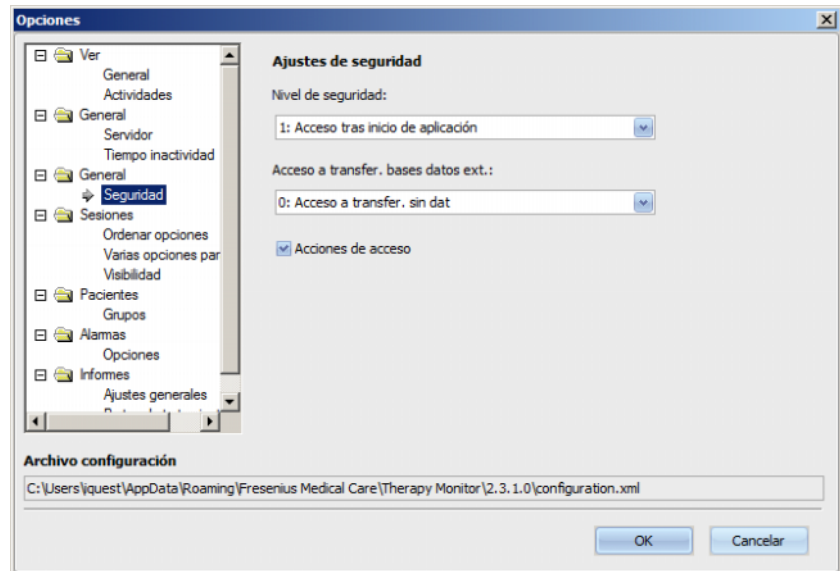 Opciones
Ver
General
Actividades
General
Servidor
Tiempo inactividad
General
Seguridad
Sesiones
Ordenar opciones
Varias opciones par
Visibilidad
Pacientes
Grupos
Alarmas
Opciones
Informes
Ajustes generales
Ajustes de seguridad
Nivel de seguridad:
1: Acceso tras inicio de aplicación
Acceso a transfer. bases datos ext.:
0: Acceso a transfer. sin dat
Acciones de acceso
Archivo configuración
C:\Users\iquest\AppData\Roaming\Fresenius Medical Care\Therapy Monitor\2.3.1.0\configuration.xml
OK
Cancelar